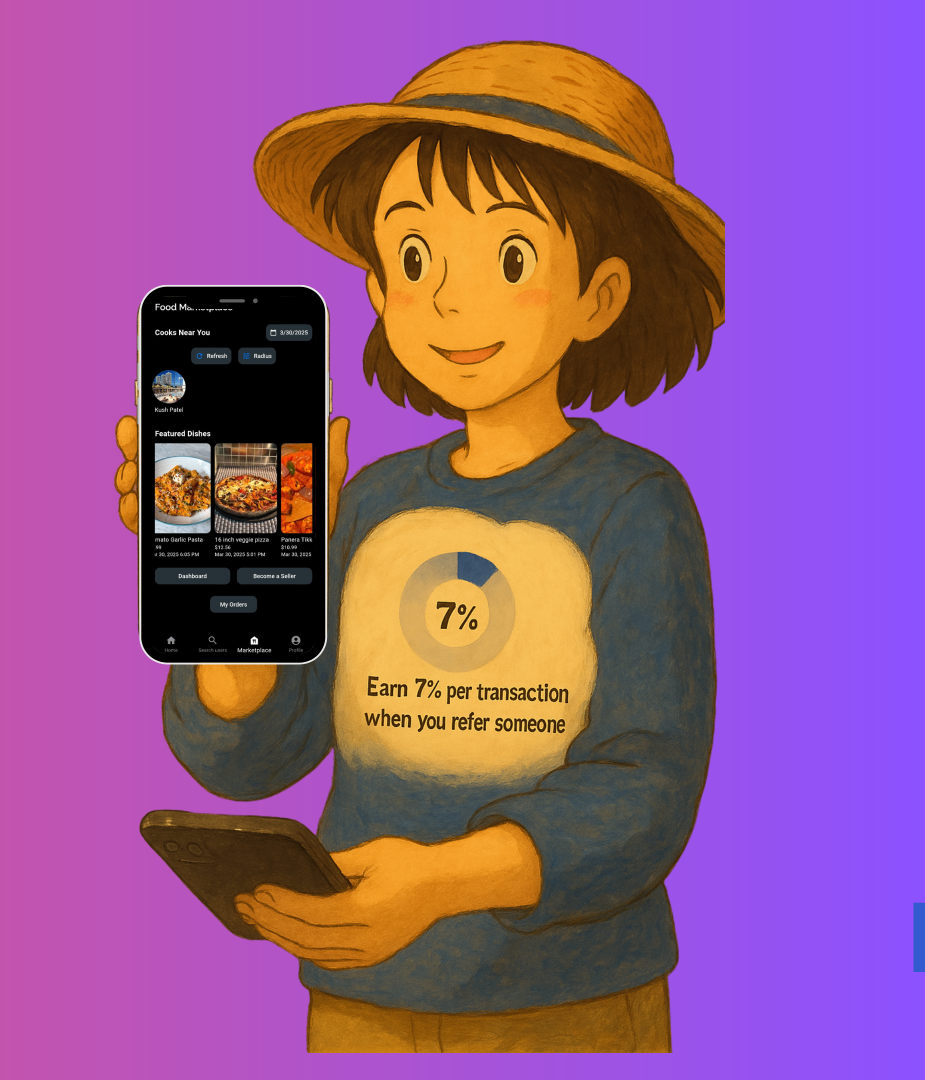 Food Marketplace
Cooks Near You
3/30/2025
Refresh
Radius
Kush Patel
Featured Dishes
mato Garlic Pasta
99
r 30, 2025 6:05 PM
16 inch veggie pizza
$12.56
Mar 30, 2025 5:01 PM
Panera Tikk
$10.99
Mar 30, 2025
Dashboard
Become a Seller
My Orders
Home
Search users
Marketplace
Profile
7%
Earn 7% per transaction
when you refer someone